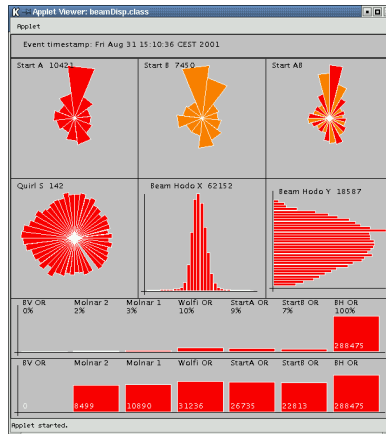 Applet Viewer: beamDisp.class
Applet
Event timestamp: Fri Aug 31 15:10:36 CEST 2001
Start A 10421
Start B 7450
Start AB
Quirl S 142
Beam Hodo X 62152
Beam Hodo Y 18587
BV OR Molnar 2 Molnar 1 Wolfi OR StartA OR StartB OR BH OR
0% 2% 3% 10% 9% 7% 100%
288475
BV OR Molnar 2 Molnar 1 Wolfi OR StartA OR StartB OR BH OR
0 8499 10890 31236 26735 22813 288475
Applet started.